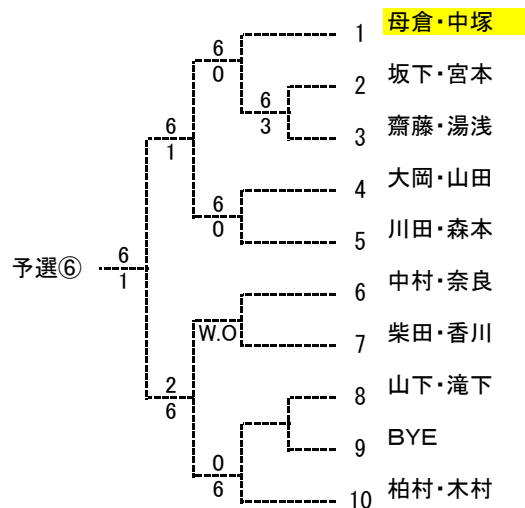 6
0
1 母倉・中塚
2 坂下・宮本
6
3
3 齋藤・湯浅
6
1
4 大岡・山田
6
0
5 川田・森本
予選⑥
6
1
6 中村・奈良
W.O
7 柴田・香川
2
6
8 山下・滝下
9 BYE
0
6
10 柏村・木村